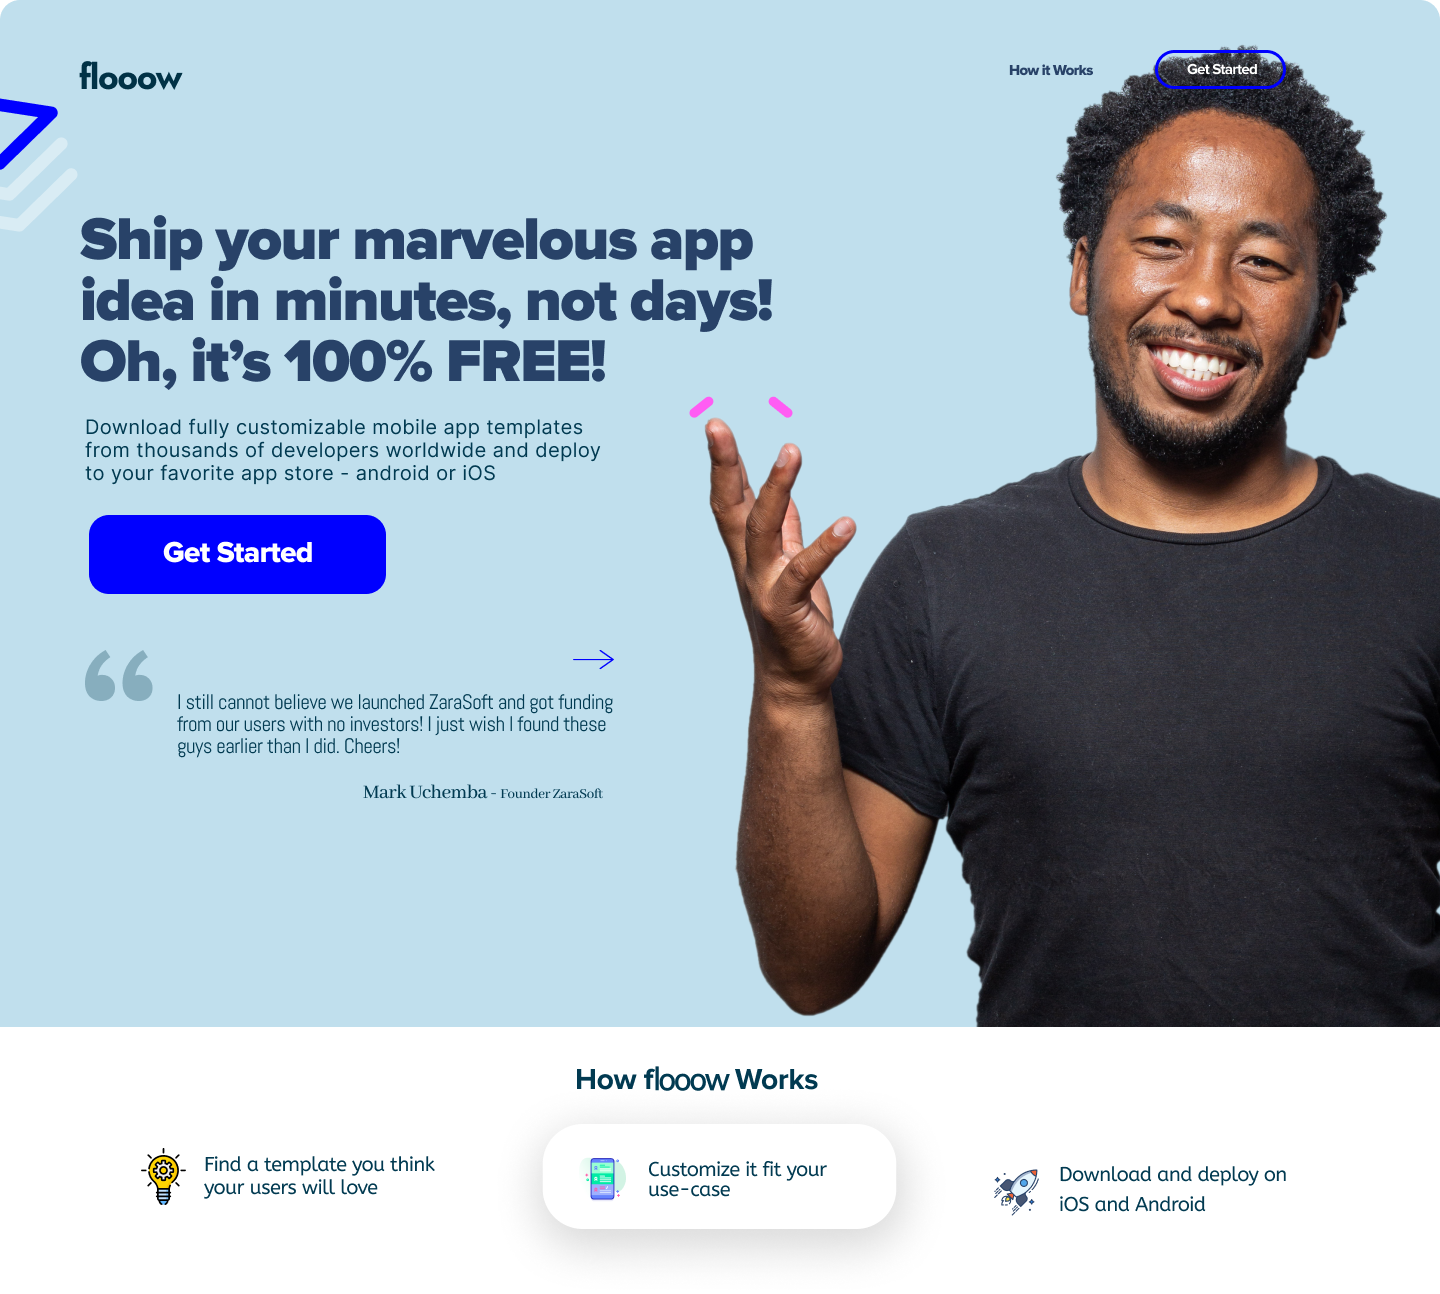 flooow
How it Works
Get Started
Ship your marvelous app
idea in minutes, not days!
Oh, it’s 100% FREE!
Download fully customizable mobile app templates
from thousands of developers worldwide and deploy
to your favorite app store - android or iOS
Get Started
“
I still cannot believe we launched ZaraSoft and got funding
from our users with no investors! I just wish I found these
guys earlier than I did. Cheers!
Mark Uchemba - Founder ZaraSoft
How flooow Works
Find a template you think
your users will love
Customize it fit your
use-case
Download and deploy on
iOS and Android